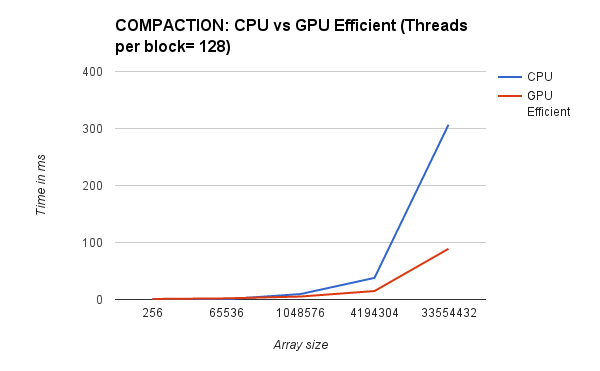 COMPACTION: CPU vs GPU Efficient (Threads
per block= 128)
400
300
200
100
0
Time in ms
256 65536 1048576 4194304 33554432
Array size
CPU
GPU
Efficient